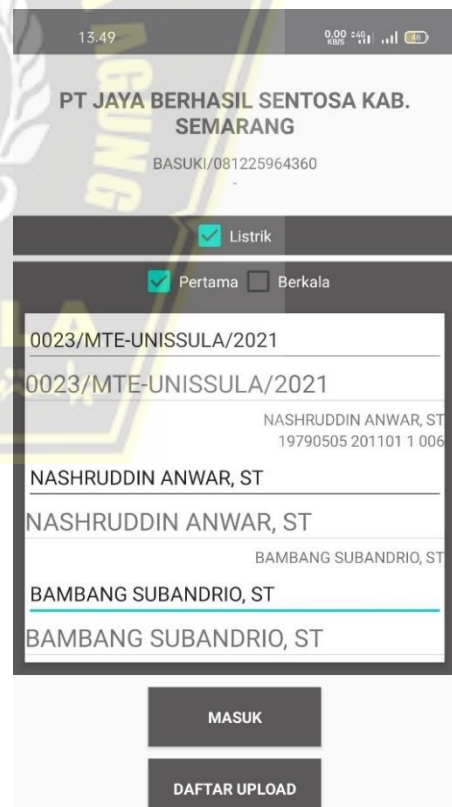 13.49
0.00 KB/S 4G 48
PT JAYA BERHASIL SENTOSA KAB.
SEMARANG
BASUKI/081225964360
-
Listrik
Pertama Berkala
0023/MTE-UNISSULA/2021
0023/MTE-UNISSULA/2021
NASHRUDDIN ANWAR, ST
19790505 201101 1 006
NASHRUDDIN ANWAR, ST
NASHRUDDIN ANWAR, ST
BAMBANG SUBANDRIO, ST
BAMBANG SUBANDRIO, ST
BAMBANG SUBANDRIO, ST
MASUK
DAFTAR UPLOAD
AGUNG